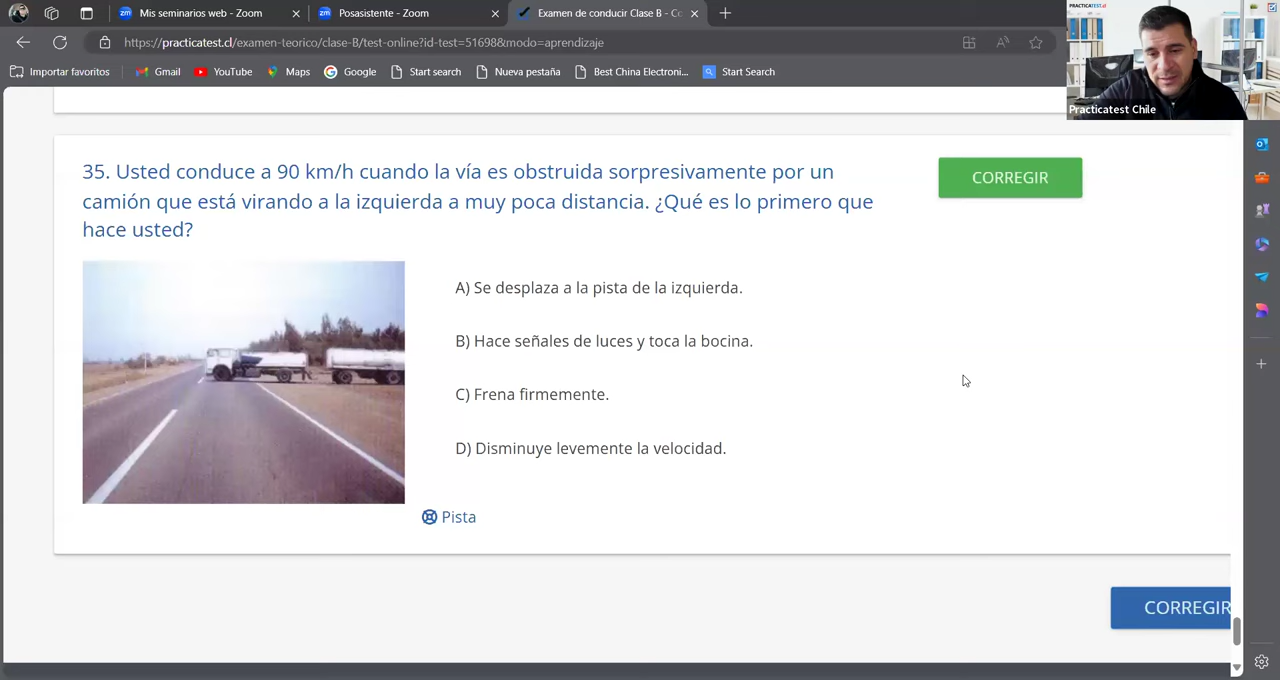 Mis seminarios web - Zoom
Posasistente - Zoom
Examen de conducir Clase B - Co
https://practicatest.cl/examen-teorico/clase-B/test-online?id-test=51698&modo=aprendizaje
Importar favoritos
Gmail
YouTube
Maps
Google
Start search
Nueva pestaña
Best China Electroni...
Start Search
PRACTICATEST.cl
Practicatest Chile
35. Usted conduce a 90 km/h cuando la vía es obstruida sorpresivamente por un
camión que está virando a la izquierda a muy poca distancia. ¿Qué es lo primero que
hace usted?
CORREGIR
A) Se desplaza a la pista de la izquierda.
B) Hace señales de luces y toca la bocina.
C) Frena firmemente.
D) Disminuye levemente la velocidad.
Pista
CORREGIR